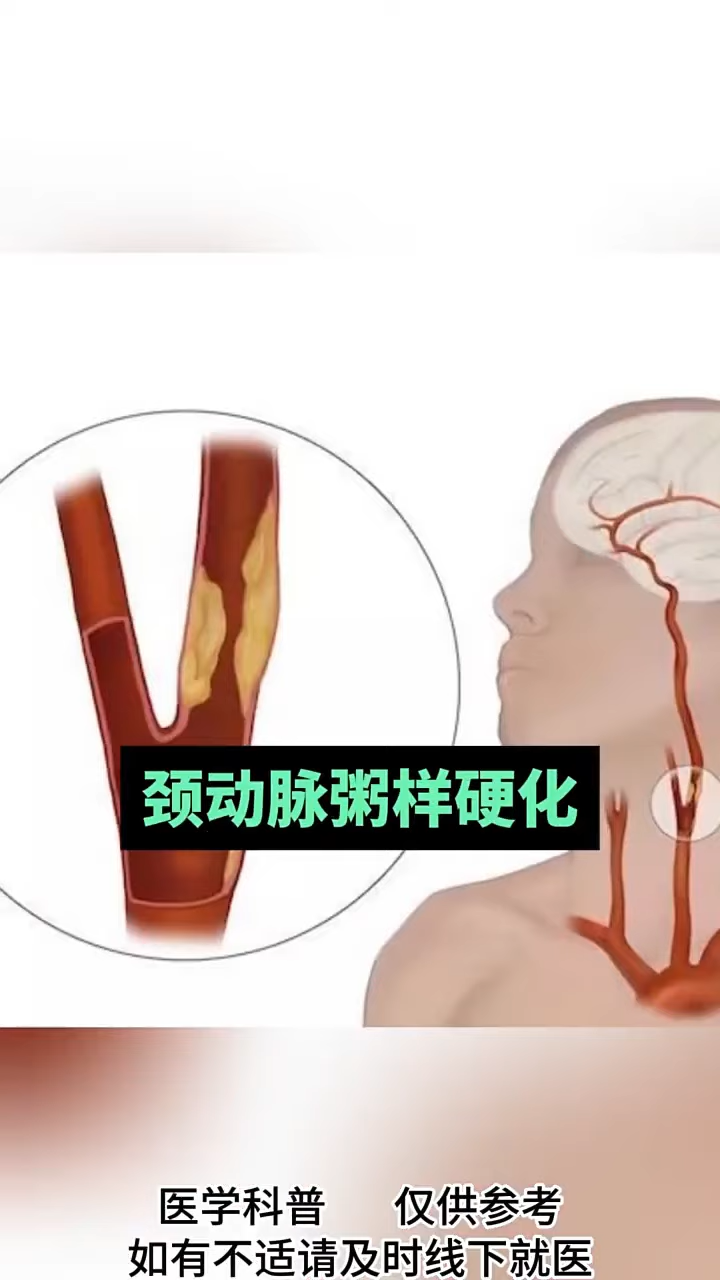 颈动脉粥样硬化
医学科普 仅供参考
如有不适请及时线下就医